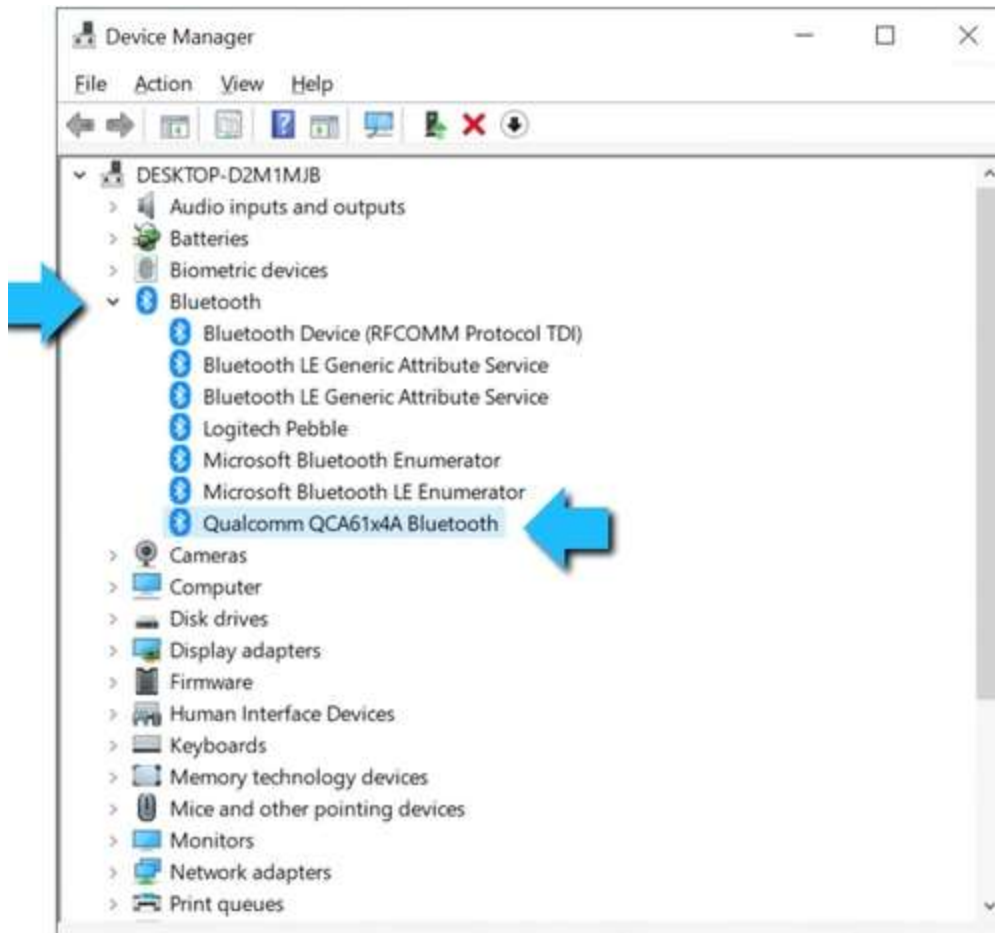 Device Manager
File Action View Help
DESKTOP-D2M1MJB
Audio inputs and outputs
Batteries
Biometric devices
Bluetooth
Bluetooth Device (RFCOMM Protocol TDI)
Bluetooth LE Generic Attribute Service
Bluetooth LE Generic Attribute Service
Logitech Pebble
Microsoft Bluetooth Enumerator
Microsoft Bluetooth LE Enumerator
Qualcomm QCA61x4A Bluetooth
Cameras
Computer
Disk drives
Display adapters
Firmware
Human Interface Devices
Keyboards
Memory technology devices
Mice and other pointing devices
Monitors
Network adapters
Print queues